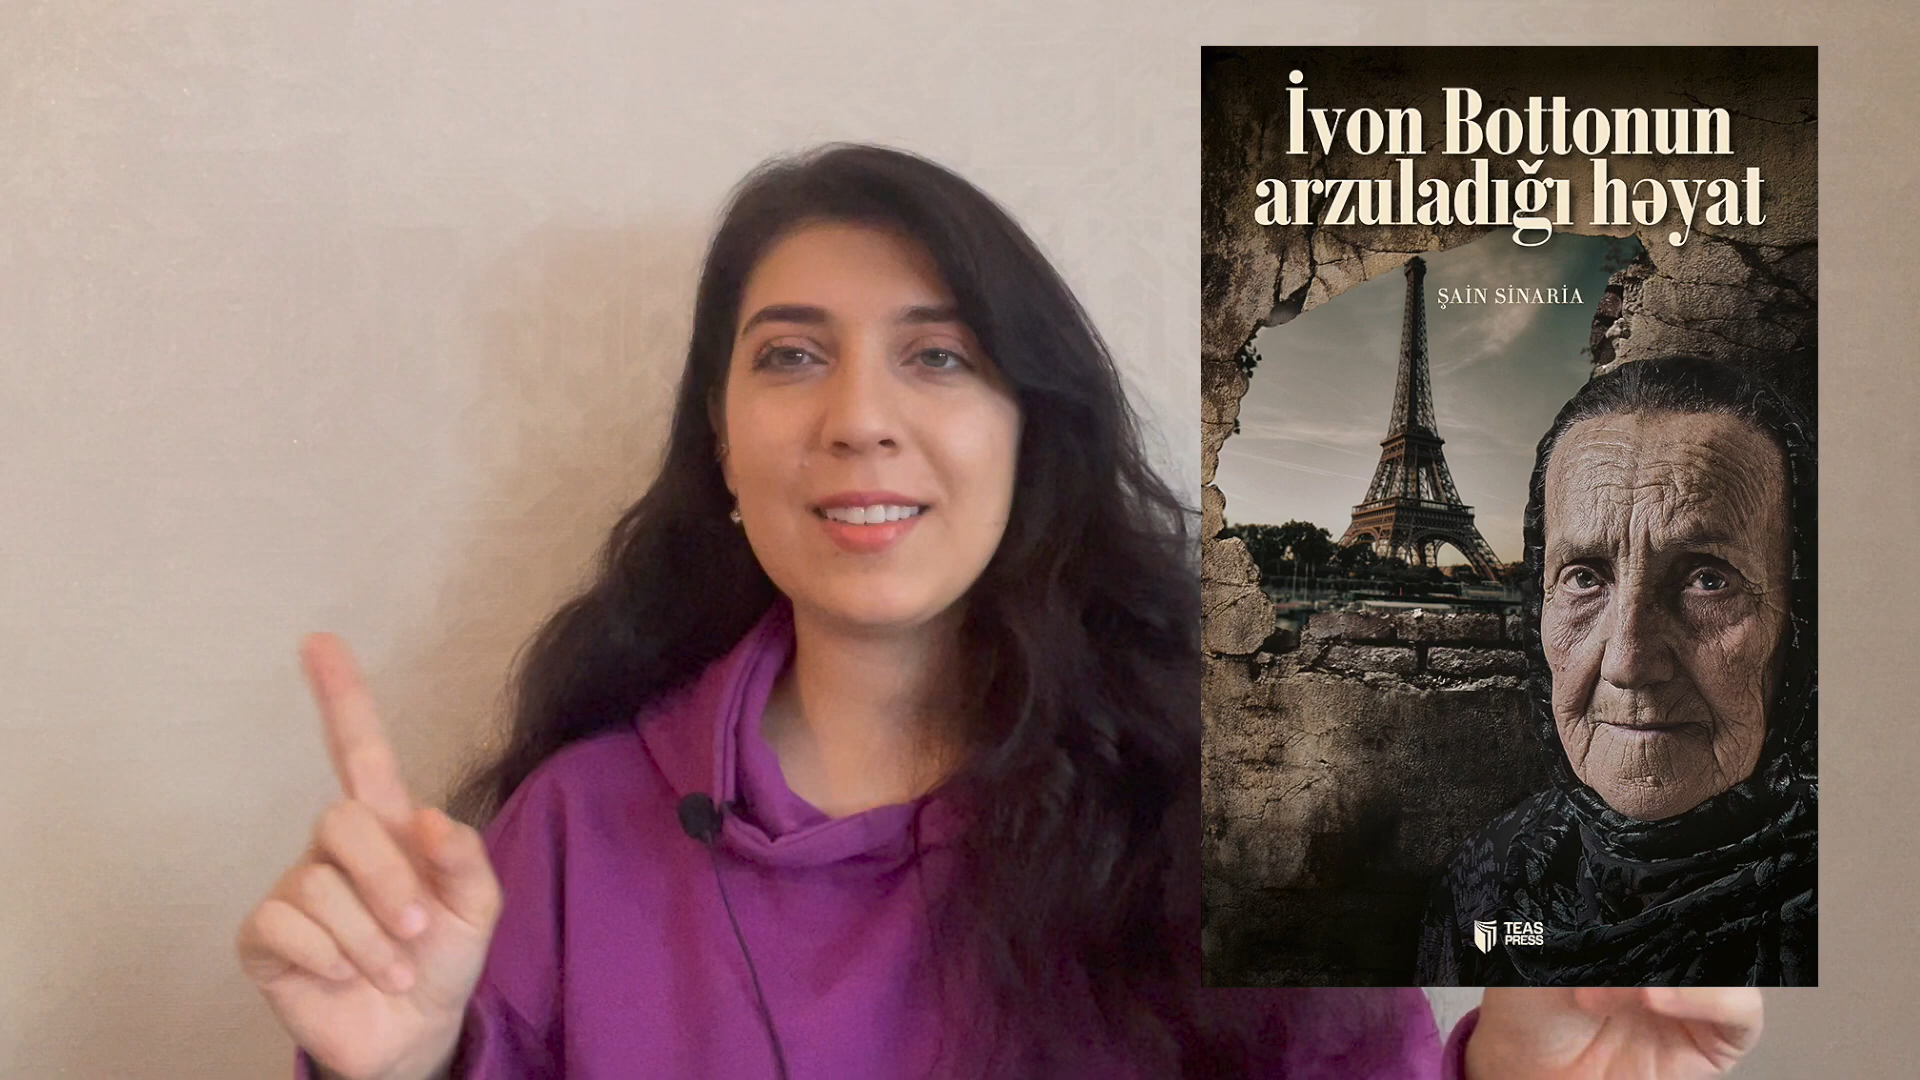 İvon Bottonun
arzuladığı həyat
ŞAİN SİNARİA
TEAS
PRESS